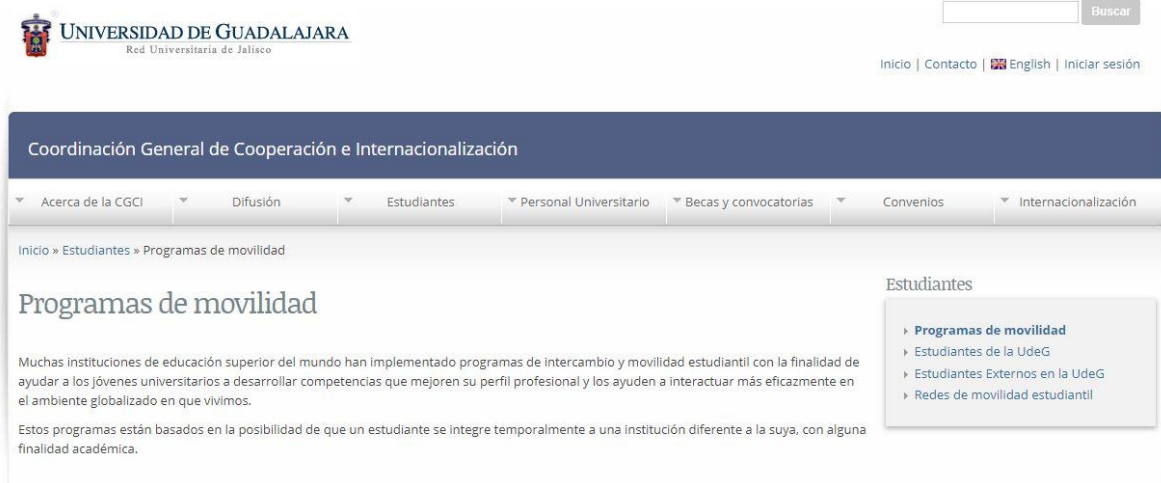 Buscar
UNIVERSIDAD DE GUADALAJARA
Red Universitaria de Jalisco
Inicio | Contacto | English | Iniciar sesión
Coordinación General de Cooperación e Internacionalización
Acerca de la CGCI Difusión Estudiantes Personal Universitario Becas y convocatorias Convenios Internacionalización
Inicio » Estudiantes » Programas de movilidad
Programas de movilidad
Muchas instituciones de educación superior del mundo han implementado programas de intercambio y movilidad estudiantil con la finalidad de
ayudar a los jóvenes universitarios a desarrollar competencias que mejoren su perfil profesional y los ayuden a interactuar más eficazmente en
el ambiente globalizado en que vivimos.
Estos programas están basados en la posibilidad de que un estudiante se integre temporalmente a una institución diferente a la suya, con alguna
finalidad académica.
Estudiantes
Programas de movilidad
Estudiantes de la UdeG
Estudiantes Externos en la UdeG
Redes de movilidad estudiantil